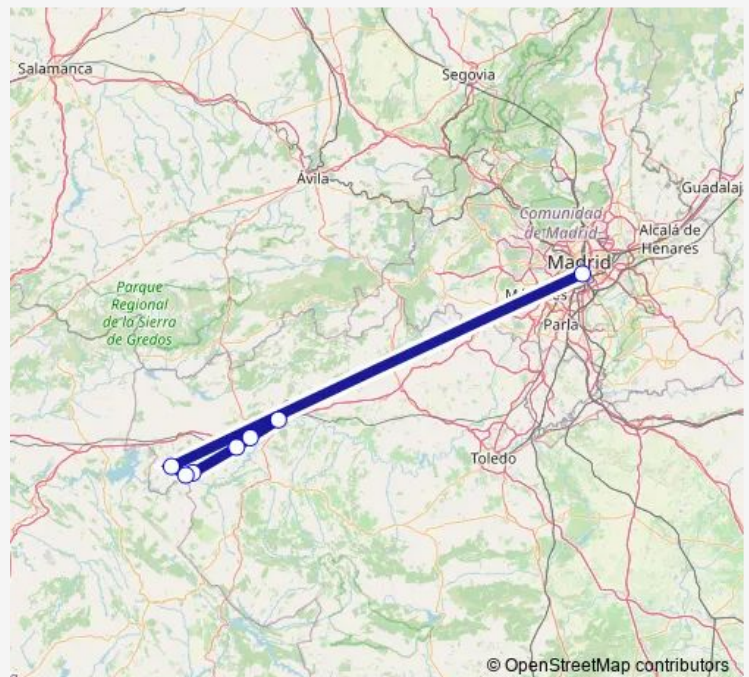 Salamanca
Segovia
Ávila
Guadalaj
Comunidad
de Madrid
Alcalá de
Henares
Madrid
Parque
Regional
de la Sierra
de Gredos
Parla
Toledo
© OpenStreetMap contributors